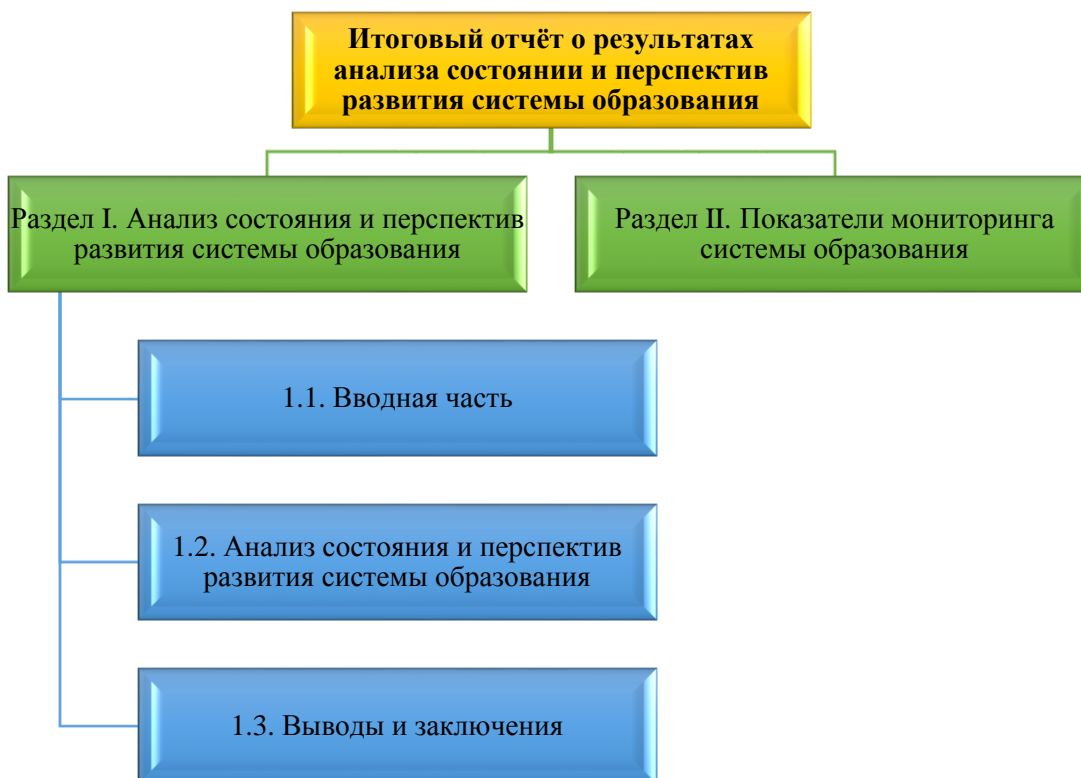 Итоговый отчёт о результатах
анализа состоянии и перспектив
развития системы образования
Раздел I. Анализ состояния и перспектив
развития системы образования
Раздел II. Показатели мониторинга
системы образования
1.1. Вводная часть
1.2. Анализ состояния и перспектив
развития системы образования
1.3. Выводы и заключения